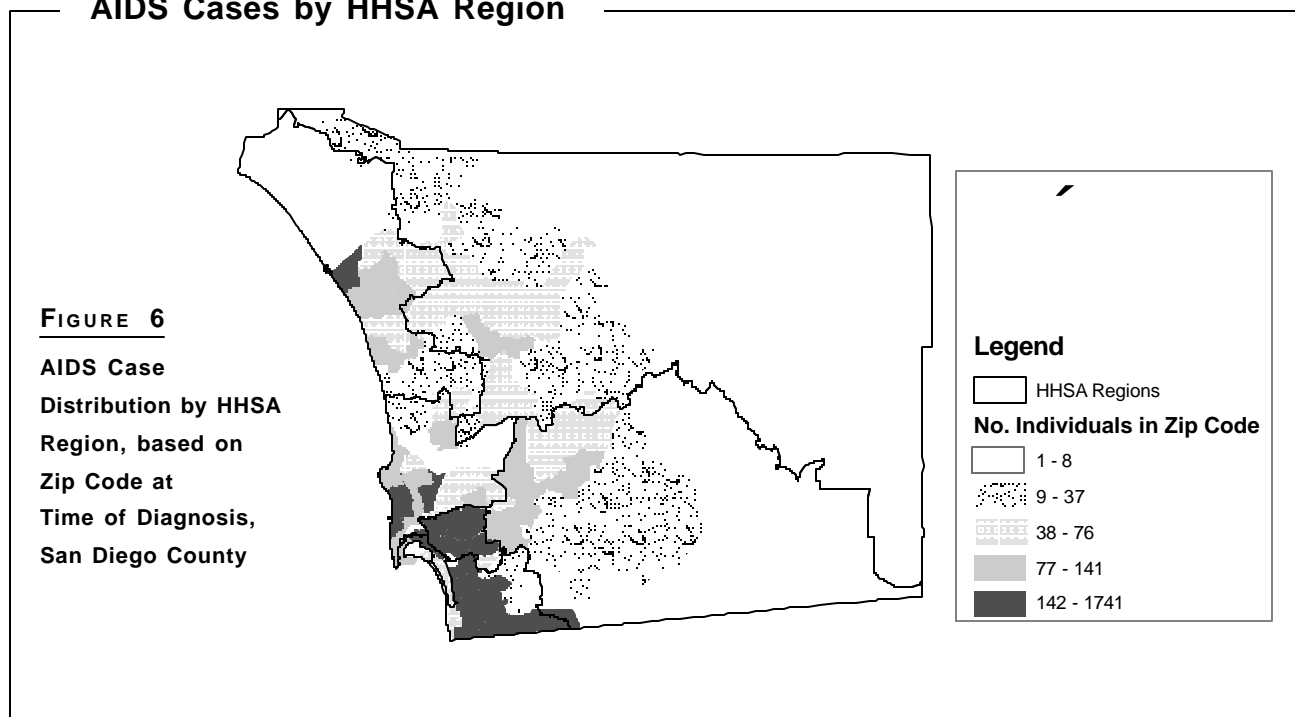 AIDS Cases by HHSA Region
FIGURE 6
AIDS Case
Distribution by HHSA
Region, based on
Zip Code at
Time of Diagnosis,
San Diego County
Legend
HHSA Regions
No. Individuals in Zip Code
1 - 8
9 - 37
38 - 76
77 - 141
142 - 1741